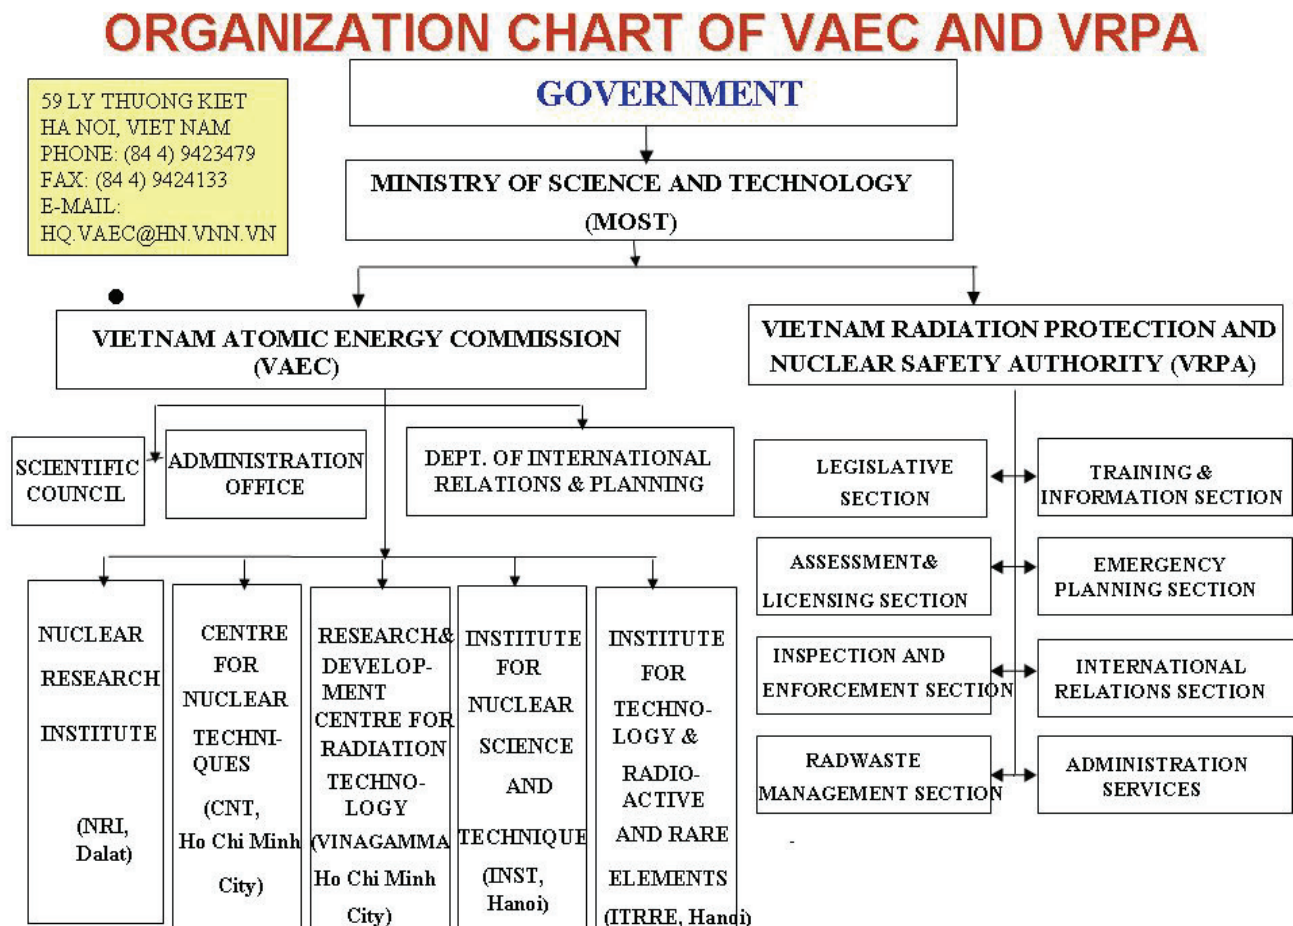 ORGANIZATION CHART OF VAEC AND VRPA
59 LY THUONG KIET
HA NOI, VIET NAM
PHONE: (84 4) 9423479
FAX: (84 4) 9424133
E-MAIL:
HQ.VAEC@HN.VNN.VN
GOVERNMENT
MINISTRY OF SCIENCE AND TECHNOLOGY
(MOST)
VIETNAM ATOMIC ENERGY COMMISSION
(VAEC)
VIETNAM RADIATION PROTECTION AND
NUCLEAR SAFETY AUTHORITY (VRPA)
SCIENTIFIC
COUNCIL
ADMINISTRATION
OFFICE
DEPT. OF INTERNATIONAL
RELATIONS & PLANNING
LEGISLATIVE
SECTION
TRAINING &
INFORMATION SECTION
ASSESSMENT&
LICENSING SECTION
EMERGENCY
PLANNING SECTION
INSPECTION AND
ENFORCEMENT SECTION
INTERNATIONAL
RELATIONS SECTION
RADWASTE
MANAGEMENT SECTION
ADMINISTRATION
SERVICES
NUCLEAR
RESEARCH
INSTITUTE
(NRI,
Dalat)
CENTRE
FOR
NUCLEAR
TECHNI-
QUES
(CNT,
Ho Chi Minh
City)
RESEARCH&
DEVELOP-
MENT
CENTRE FOR
RADIATION
TECHNO-
LOGY
(VINAGAMMA
Ho Chi Minh
City)
INSTITUTE
FOR
NUCLEAR
SCIENCE
AND
TECHNIQUE
(INST,
Hanoi)
INSTITUTE
FOR
TECHNO-
LOGY &
RADIO-
ACTIVE
AND RARE
ELEMENTS
(ITRRE, Hanoi)